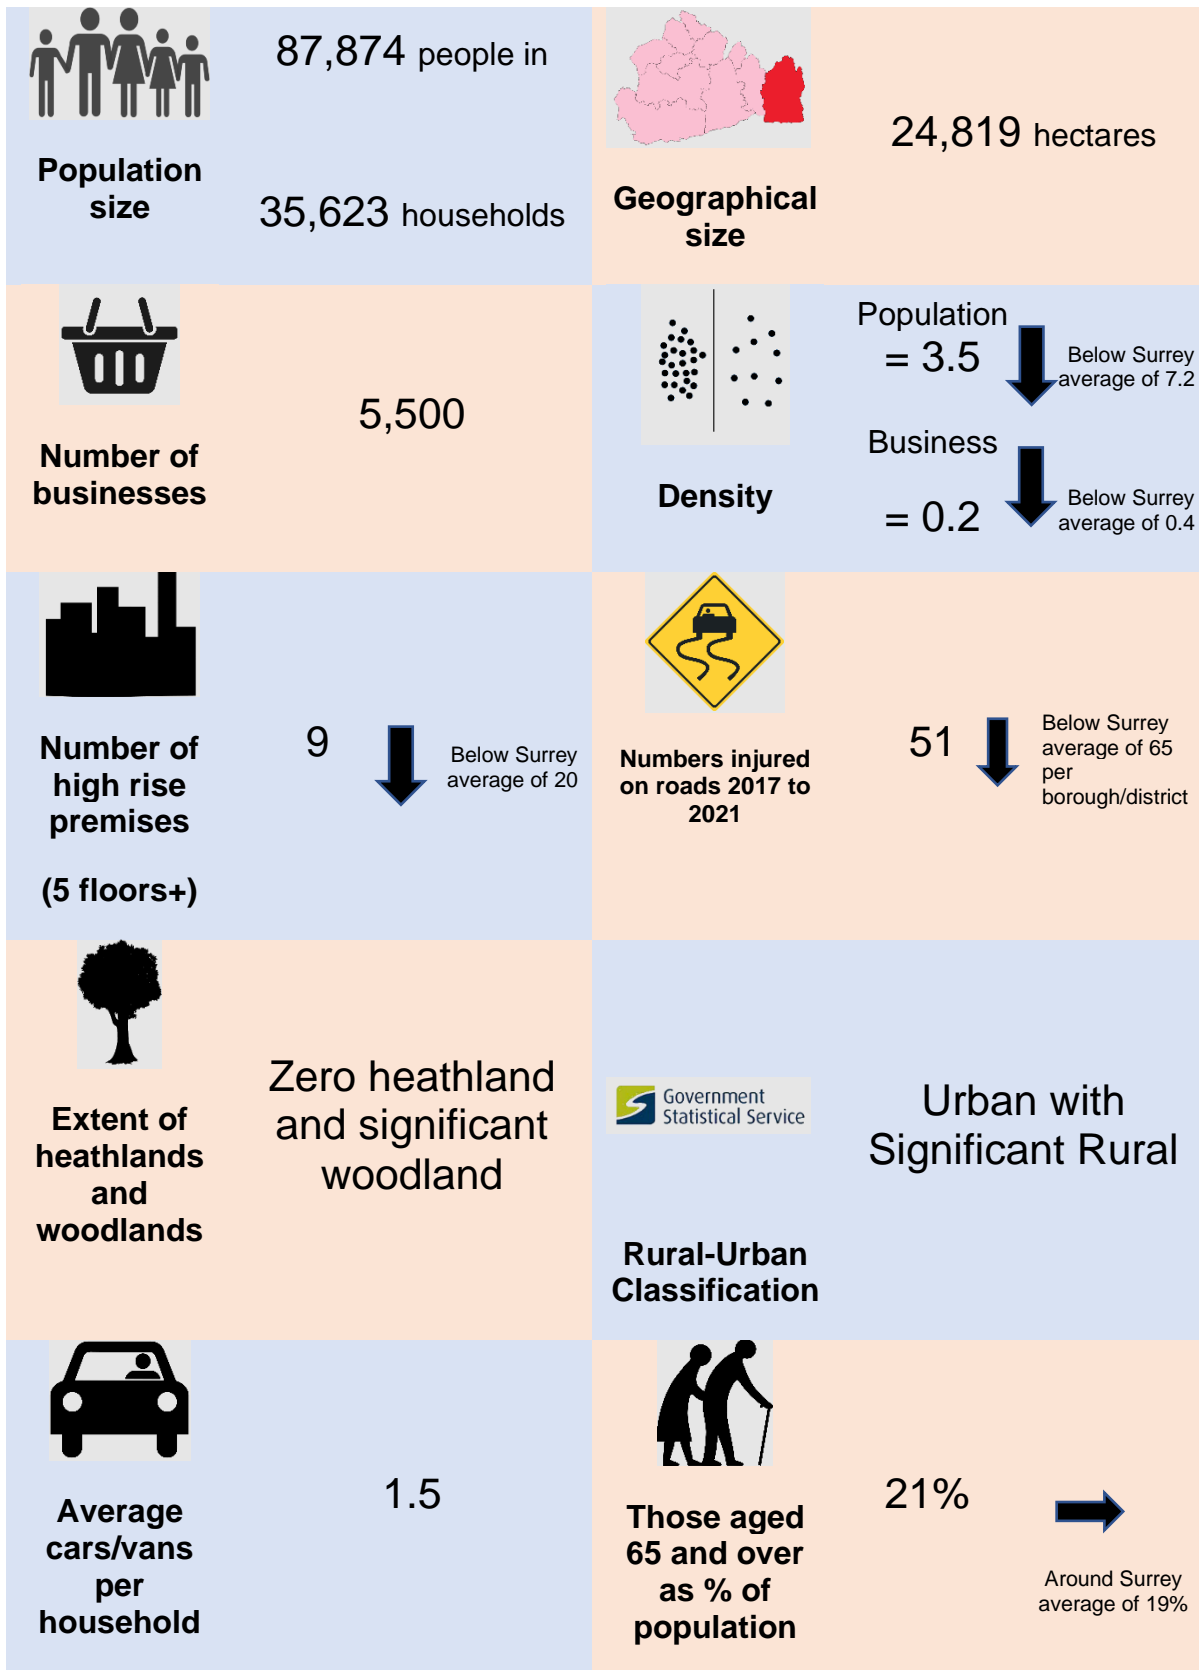 87,874 people in
Population
size
35,623 households
24,819 hectares
Geographical
size
Number of
businesses
5,500
Density
Population
= 3.5
Below Surrey
average of 7.2
Business
= 0.2
Below Surrey
average of 0.4
Number of
high rise
premises
(5 floors+)
9
Below Surrey
average of 20
Numbers injured
on roads 2017 to
2021
51
Below Surrey
average of 65
per
borough/district
Extent of
heathlands
and
woodlands
Zero heathland
and significant
woodland
Government
Statistical Service
Rural-Urban
Classification
Urban with
Significant Rural
Average
cars/vans
per
household
1.5
Those aged
65 and over
as % of
population
21%
Around Surrey
average of 19%